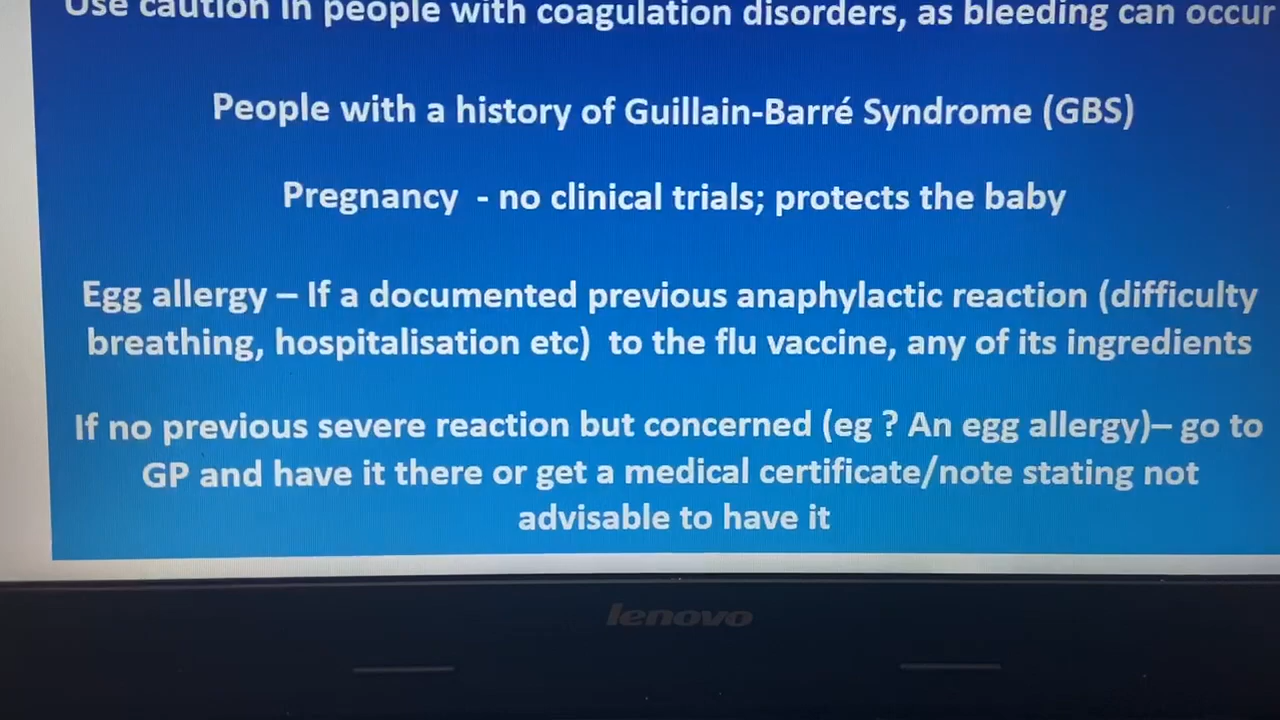 Use caution in people with coagulation disorders, as bleeding can occur
People with a history of Guillain-Barré Syndrome (GBS)
Pregnancy - no clinical trials; protects the baby
Egg allergy – If a documented previous anaphylactic reaction (difficulty
breathing, hospitalisation etc) to the flu vaccine, any of its ingredients
If no previous severe reaction but concerned (eg ? An egg allergy)– go to
GP and have it there or get a medical certificate/note stating not
advisable to have it
lenovo